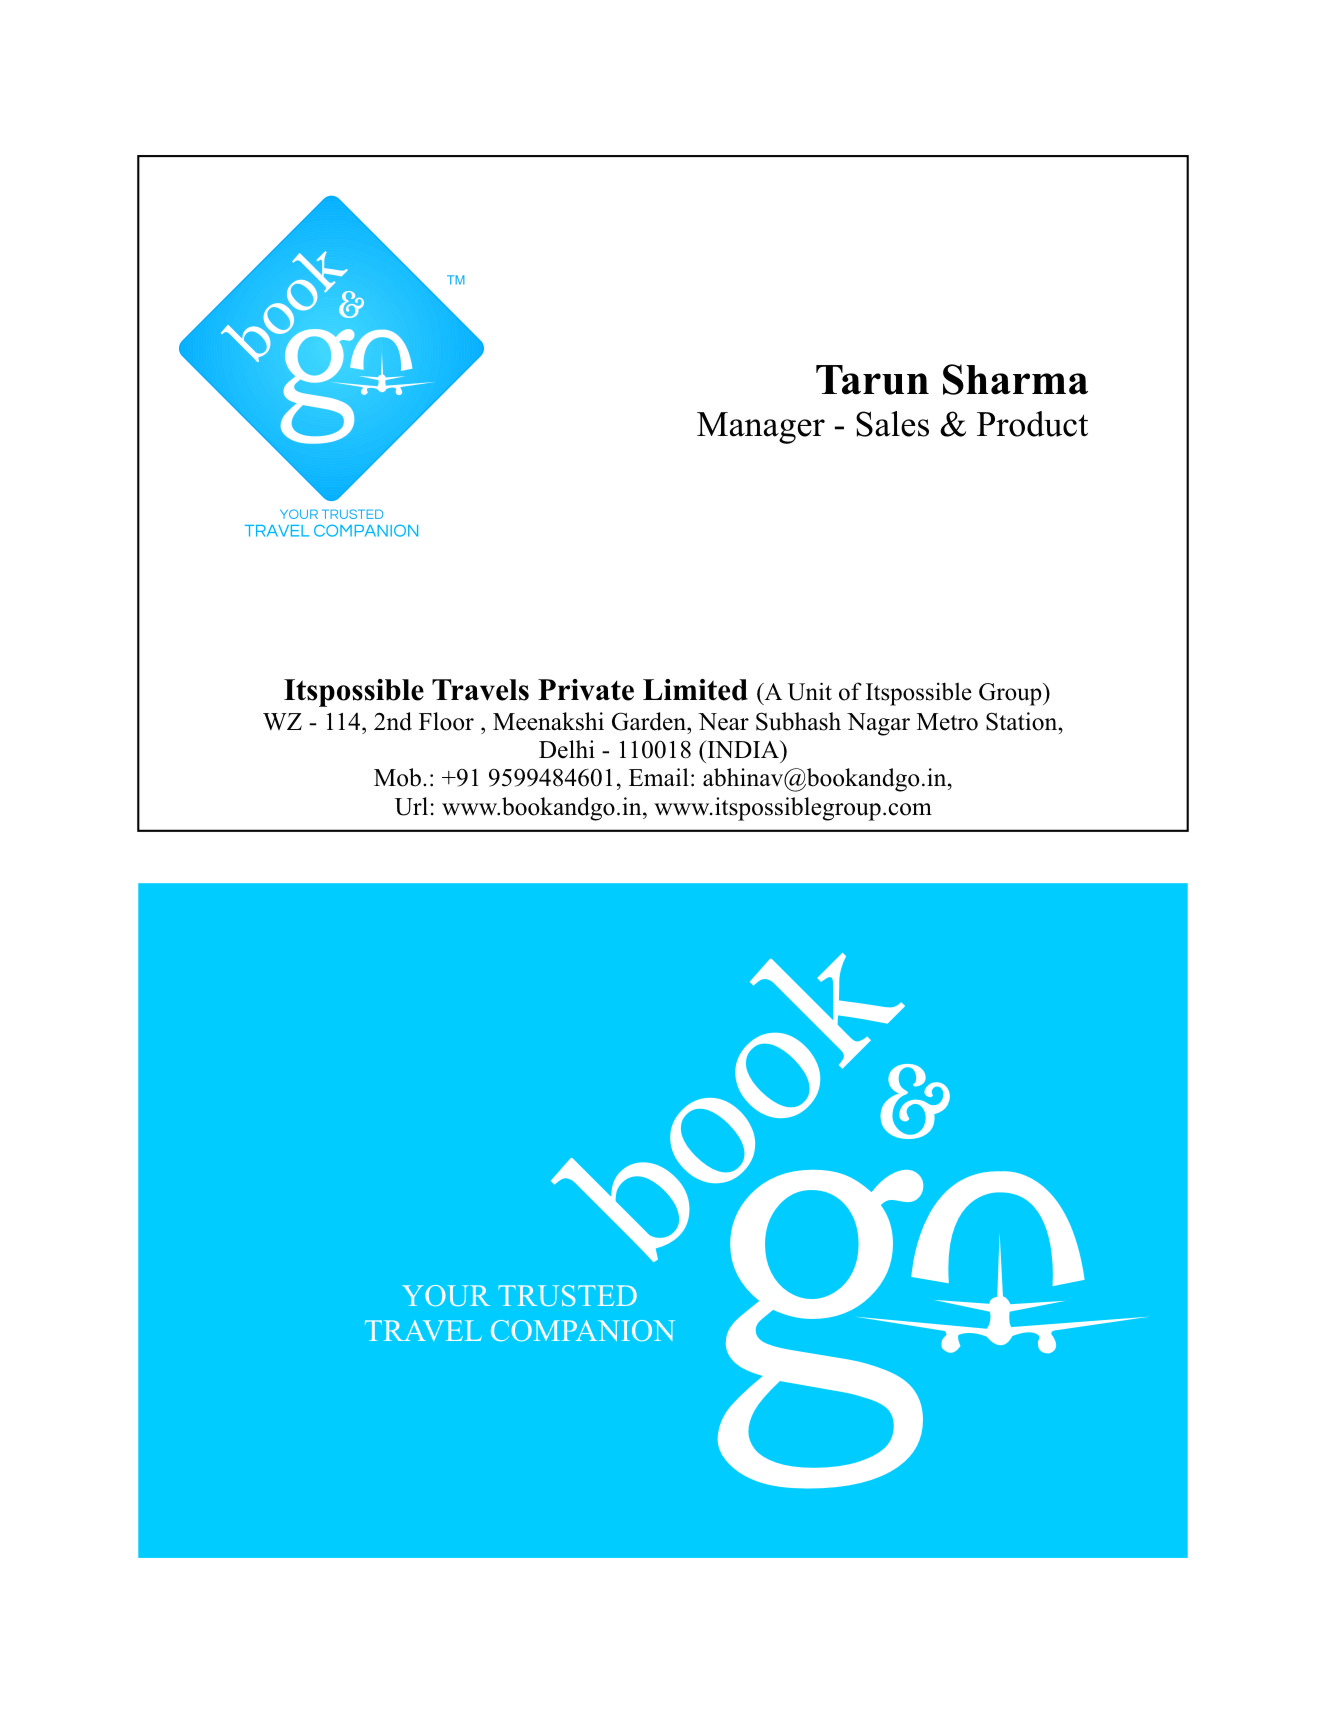 book
&
go
TM
YOUR TRUSTED
TRAVEL COMPANION
Tarun Sharma
Manager - Sales & Product
Itspossible Travels Private Limited (A Unit of Itspossible Group)
WZ - 114, 2nd Floor , Meenakshi Garden, Near Subhash Nagar Metro Station,
Delhi - 110018 (INDIA)
Mob.: +91 9599484601, Email: abhinav@bookandgo.in,
Url: www.bookandgo.in, www.itspossiblegroup.com
book
&
go
YOUR TRUSTED
TRAVEL COMPANION